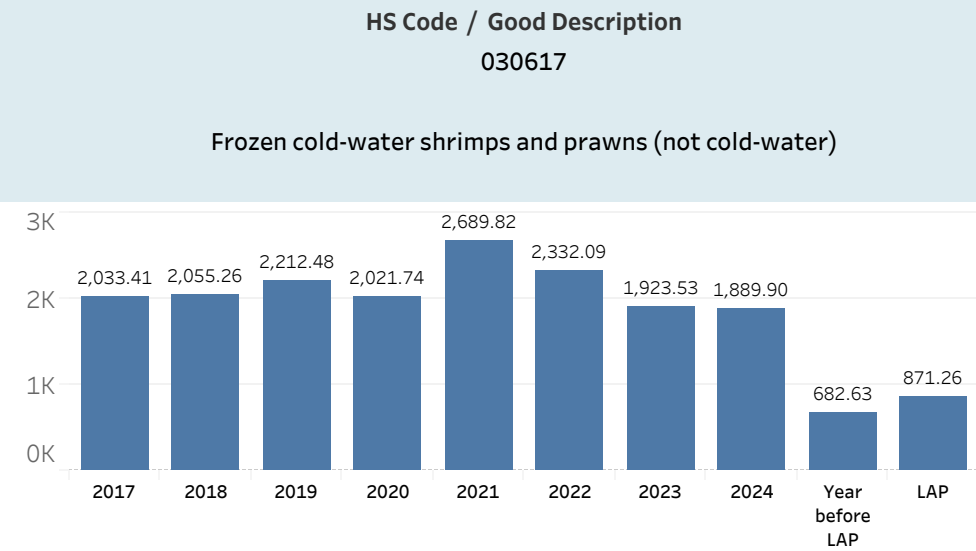 HS Code / Good Description
030617
Frozen cold-water shrimps and prawns (not cold-water)
3K
2K
1K
0K
2,033.41
2,055.26
2,212.48
2,021.74
2,689.82
2,332.09
1,923.53
1,889.90
682.63
871.26
2017
2018
2019
2020
2021
2022
2023
2024
Year
before
LAP
LAP